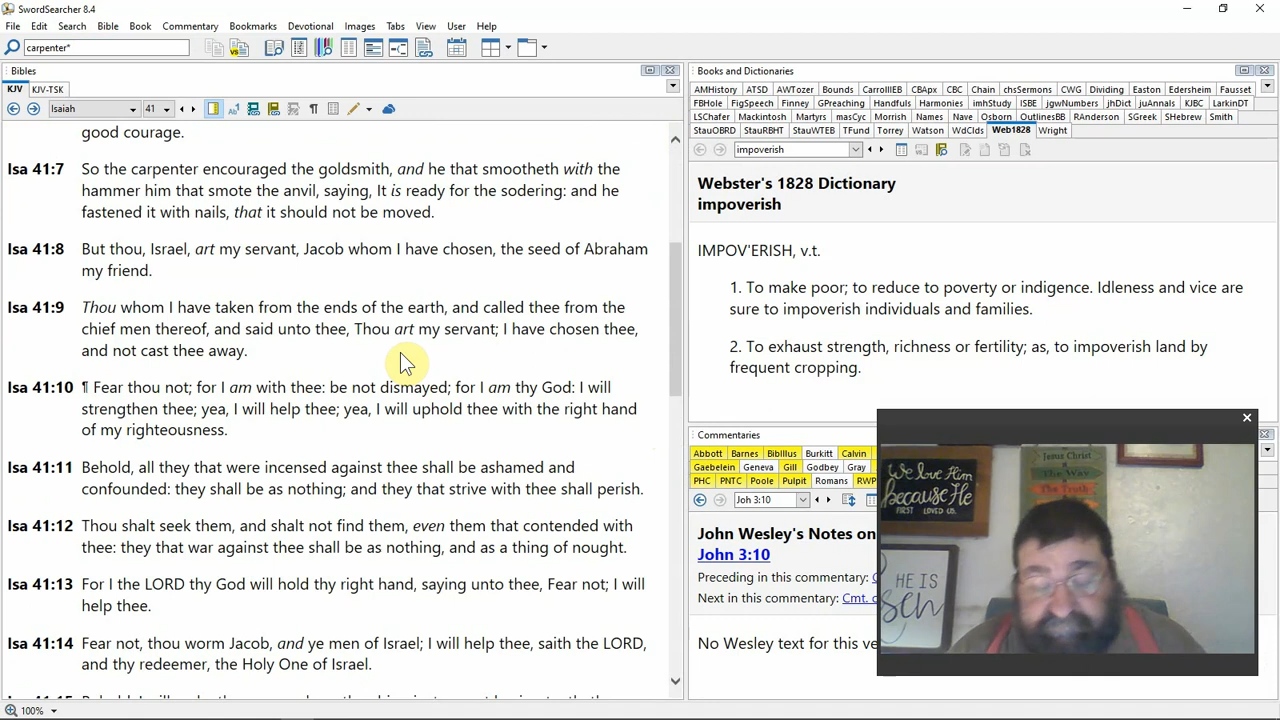 SwordSearcher 8.4
File Edit Search Bible Book Commentary Bookmarks Devotional Images Tabs View User Help
carpenter*
Bibles
KJV KJV-TSK
Isaiah 41
good courage.
Isa 41:7 So the carpenter encouraged the goldsmith, and he that smootheth with the
hammer him that smote the anvil, saying, It is ready for the sodering: and he
fastened it with nails, that it should not be moved.
Isa 41:8 But thou, Israel, art my servant, Jacob whom I have chosen, the seed of Abraham
my friend.
Isa 41:9 Thou whom I have taken from the ends of the earth, and called thee from the
chief men thereof, and said unto thee, Thou art my servant; I have chosen thee,
and not cast thee away.
Isa 41:10 ¶ Fear thou not; for I am with thee: be not dismayed; for I am thy God: I will
strengthen thee; yea, I will help thee; yea, I will uphold thee with the right hand
of my righteousness.
Isa 41:11 Behold, all they that were incensed against thee shall be ashamed and
confounded: they shall be as nothing; and they that strive with thee shall perish.
Isa 41:12 Thou shalt seek them, and shalt not find them, even them that contended with
thee: they that war against thee shall be as nothing, and as a thing of nought.
Isa 41:13 For I the LORD thy God will hold thy right hand, saying unto thee, Fear not; I will
help thee.
Isa 41:14 Fear not, thou worm Jacob, and ye men of Israel; I will help thee, saith the LORD,
and thy redeemer, the Holy One of Israel.
100%
Books and Dictionaries
AMHistory ATSD AWTozer Bounds CarrollIEB CBApx CBC Chain chsSermons CWG Dividing Easton Edersheim Fausset
FBHole FigSpeech Finney GPreaching Handfuls Harmonies imhStudy ISBE jgwNumbers jhDict juAnnals KJBC LarkinDT
LSChafer Mackintosh Martyrs masCyc Morrish Names Nave Osborn OutlinesBB RAnderson SGreek SHebrew Smith
StauOBRD StauRBHT StauWTEB TFund Torrey Watson WdClds Web1828 Wright
impoverish
Webster's 1828 Dictionary
impoverish
IMPOV'ERISH, v.t.
1. To make poor; to reduce to poverty or indigence. Idleness and vice are
sure to impoverish individuals and families.
2. To exhaust strength, richness or fertility; as, to impoverish land by
frequent cropping.
Commentaries
Abbott Barnes BibIllus Burkitt Calvin
Gaebelein Geneva Gill Godbey Gray
PHC PNTC Poole Pulpit Romans RWP
Joh 3:10
John Wesley's Notes on
John 3:10
Preceding in this commentary:
Next in this commentary: Cmt.
No Wesley text for this ve
We love Him
because He
FIRST LOVED US.
Jesus Christ
The Way
The Truth
HE IS